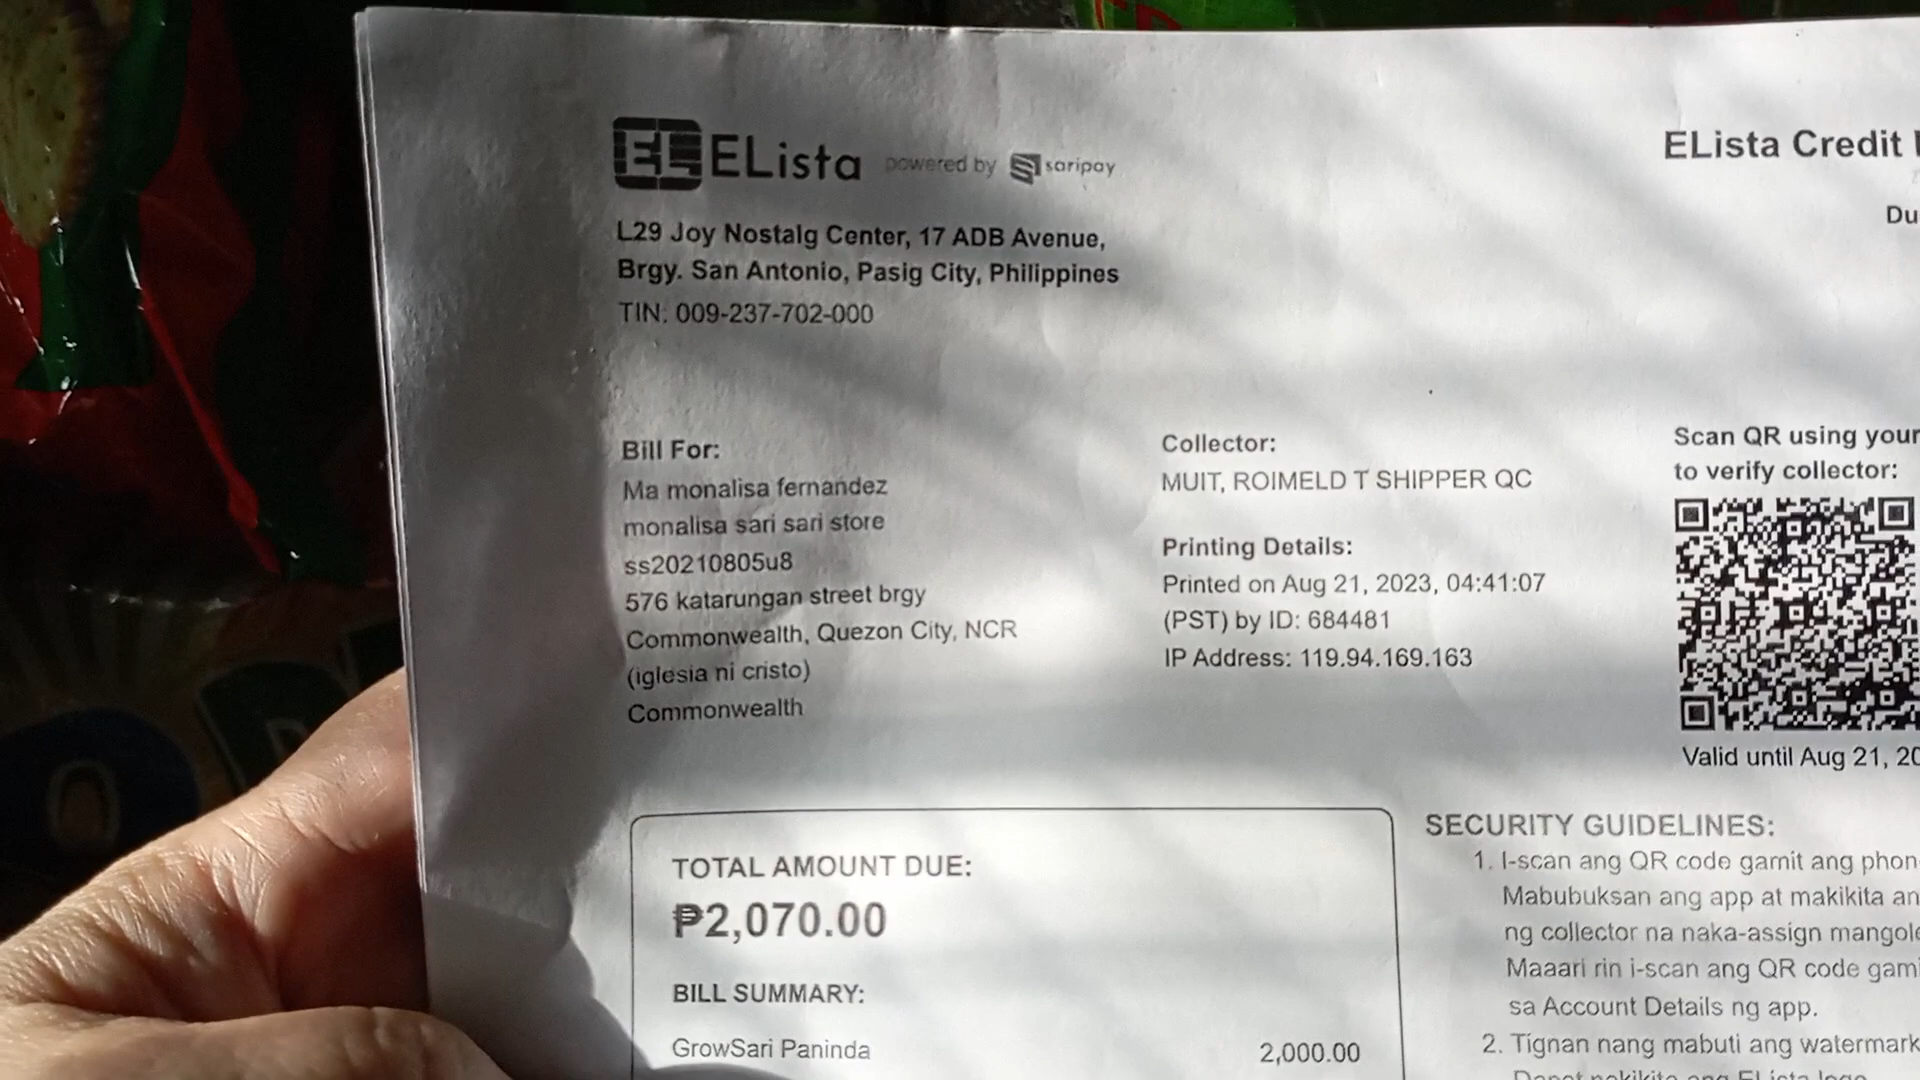 ELista powered by saripay
L29 Joy Nostalg Center, 17 ADB Avenue,
Brgy. San Antonio, Pasig City, Philippines
TIN: 009-237-702-000
ELista Credit
Du
Bill For:
Ma monalisa fernandez
monalisa sari sari store
ss20210805u8
576 katarungan street brgy
Commonwealth, Quezon City, NCR
(iglesia ni cristo)
Commonwealth
Collector:
MUIT, ROIMELD T SHIPPER QC
Printing Details:
Printed on Aug 21, 2023, 04:41:07
(PST) by ID: 684481
IP Address: 119.94.169.163
Scan QR using your
to verify collector:
Valid until Aug 21, 20
TOTAL AMOUNT DUE:
₱2,070.00
BILL SUMMARY:
GrowSari Paninda 2,000.00
SECURITY GUIDELINES:
1. I-scan ang QR code gamit ang phon
Mabubuksan ang app at makikita an
ng collector na naka-assign mangole
Maaari rin i-scan ang QR code gami
sa Account Details ng app.
2. Tignan nang mabuti ang watermark